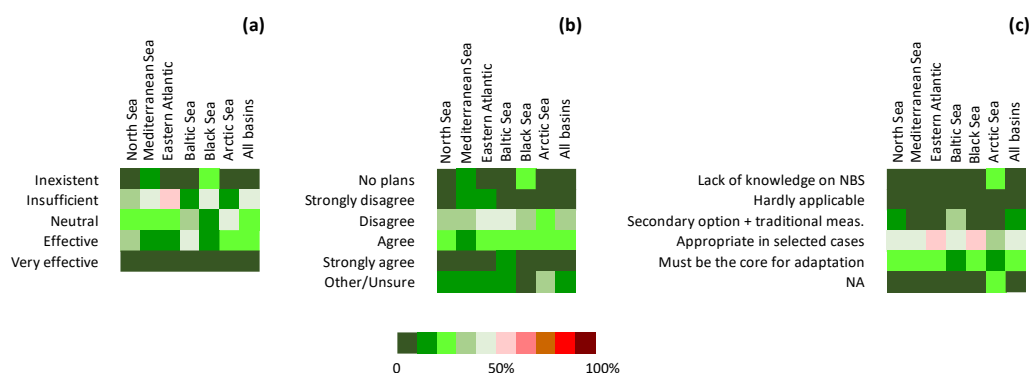 (a)
North Sea
Mediterranean Sea
Eastern Atlantic
Baltic Sea
Black Sea
Arctic Sea
All basins
Inexistent
Insufficient
Neutral
Effective
Very effective
(b)
North Sea
Mediterranean Sea
Eastern Atlantic
Baltic Sea
Black Sea
Arctic Sea
All basins
No plans
Strongly disagree
Disagree
Agree
Strongly agree
Other/Unsure
(c)
North Sea
Mediterranean Sea
Eastern Atlantic
Baltic Sea
Black Sea
Arctic Sea
All basins
Lack of knowledge on NBS
Hardly applicable
Secondary option + traditional meas.
Appropriate in selected cases
Must be the core for adaptation
NA
0 50% 100%